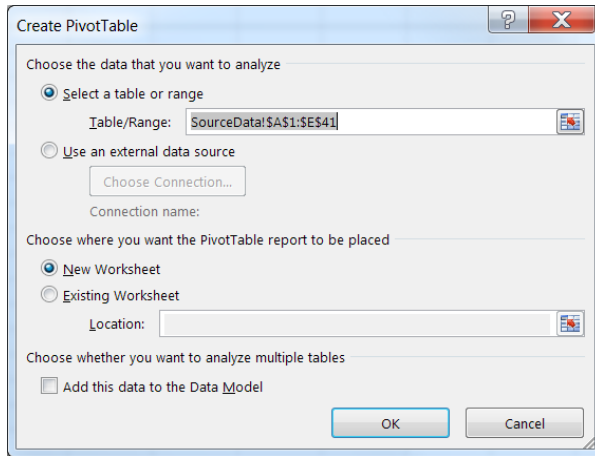 Create PivotTable
Choose the data that you want to analyze
Select a table or range
Table/Range: SourceData!$A$1:$E$41
Use an external data source
Choose Connection...
Connection name:
Choose where you want the PivotTable report to be placed
New Worksheet
Existing Worksheet
Location:
Choose whether you want to analyze multiple tables
Add this data to the Data Model
OK Cancel